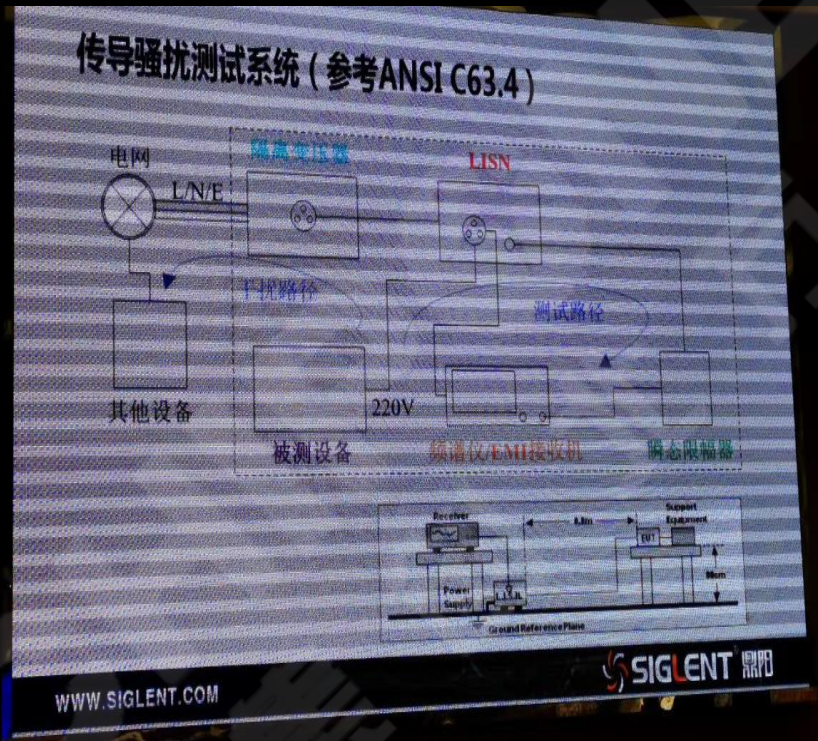 传导骚扰测试系统（参考ANSI C63.4）
电网
隔离变压器
LISN
L/N/E
干扰路径
测试路径
220V
其他设备
被测设备
频谱仪/EMI接收机
瞬态限幅器
Receiver
0.8m
Support
Equipment
EUT
80cm
Power
Supply
Ground Reference Plane
WWW.SIGLENT.COM
SIGLENT 鼎阳